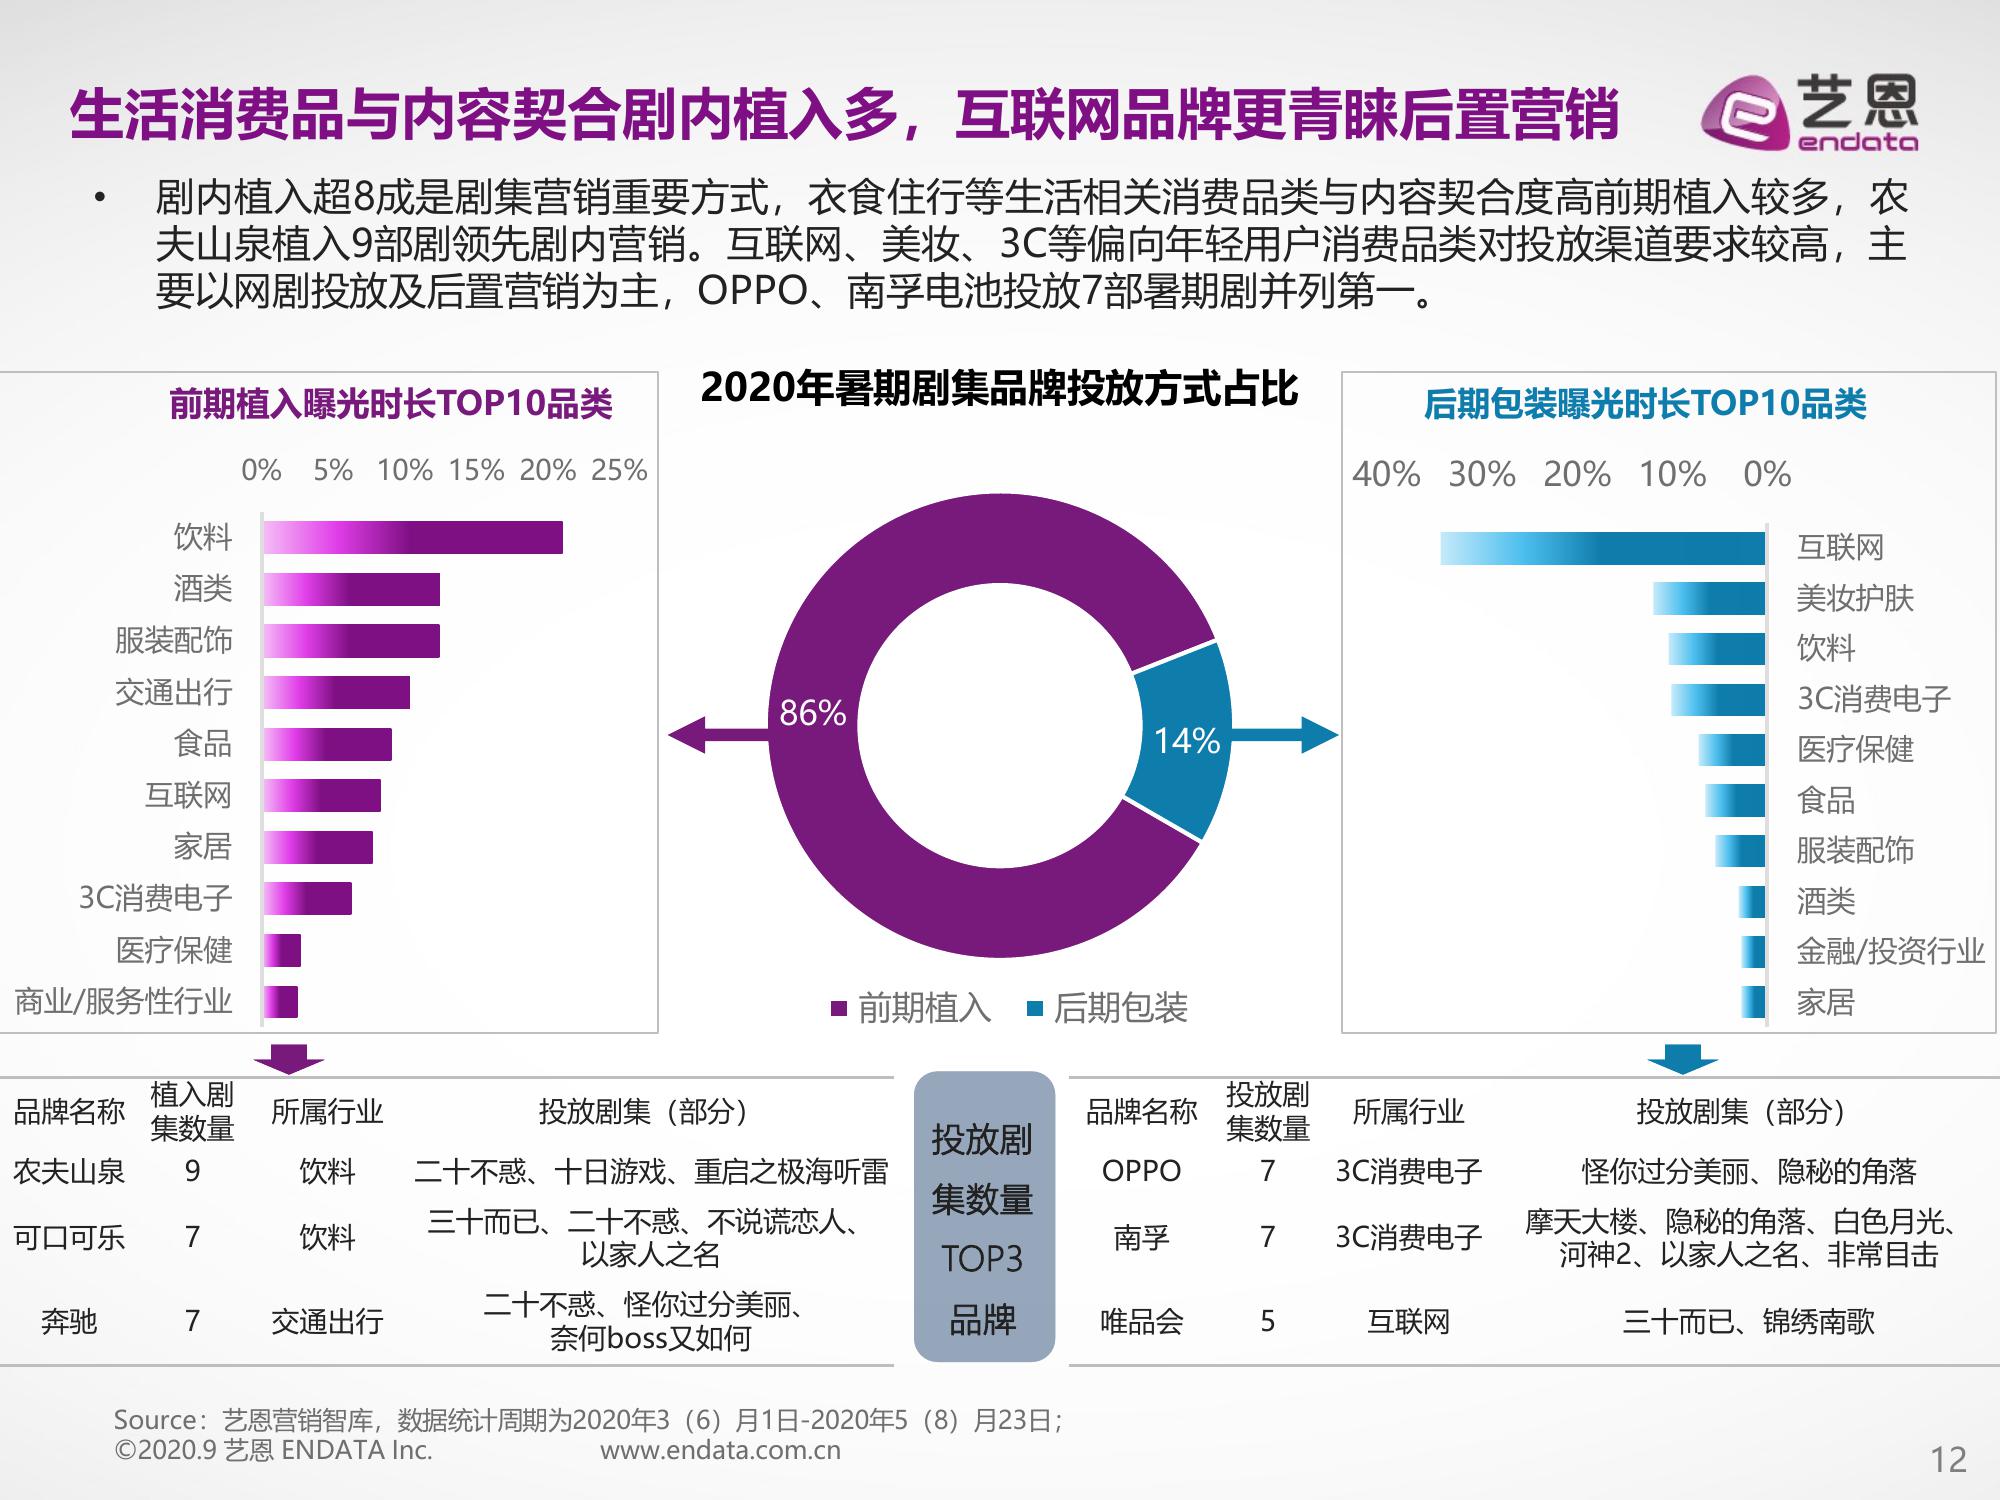 生活消费品与内容契合剧内植入多，互联网品牌更青睐后置营销
艺恩
endata
• 剧内植入超8成是剧集营销重要方式，衣食住行等生活相关消费品类与内容契合度高前期植入较多，农
夫山泉植入9部剧领先剧内营销。互联网、美妆、3C等偏向年轻用户消费品类对投放渠道要求较高，主
要以网剧投放及后置营销为主，OPPO、南孚电池投放7部暑期剧并列第一。
前期植入曝光时长TOP10品类
0% 5% 10% 15% 20% 25%
饮料
酒类
服装配饰
交通出行
食品
互联网
家居
3C消费电子
医疗保健
商业/服务性行业
2020年暑期剧集品牌投放方式占比
86%
14%
前期植入 后期包装
后期包装曝光时长TOP10品类
40% 30% 20% 10% 0%
互联网
美妆护肤
饮料
3C消费电子
医疗保健
食品
服装配饰
酒类
金融/投资行业
家居
品牌名称 植入剧
集数量 所属行业 投放剧集（部分）
农夫山泉 9 饮料 二十不惑、十日游戏、重启之极海听雷
可口可乐 7 饮料 三十而已、二十不惑、不说谎恋人、
以家人之名
奔驰 7 交通出行 二十不惑、怪你过分美丽、
奈何boss又如何
投放剧
集数量
TOP3
品牌
品牌名称 投放剧
集数量 所属行业 投放剧集（部分）
OPPO 7 3C消费电子 怪你过分美丽、隐秘的角落
南孚 7 3C消费电子 摩天大楼、隐秘的角落、白色月光、
河神2、以家人之名、非常目击
唯品会 5 互联网 三十而已、锦绣南歌
Source：艺恩营销智库，数据统计周期为2020年3（6）月1日-2020年5（8）月23日；
©2020.9 艺恩 ENDATA Inc. www.endata.com.cn
12